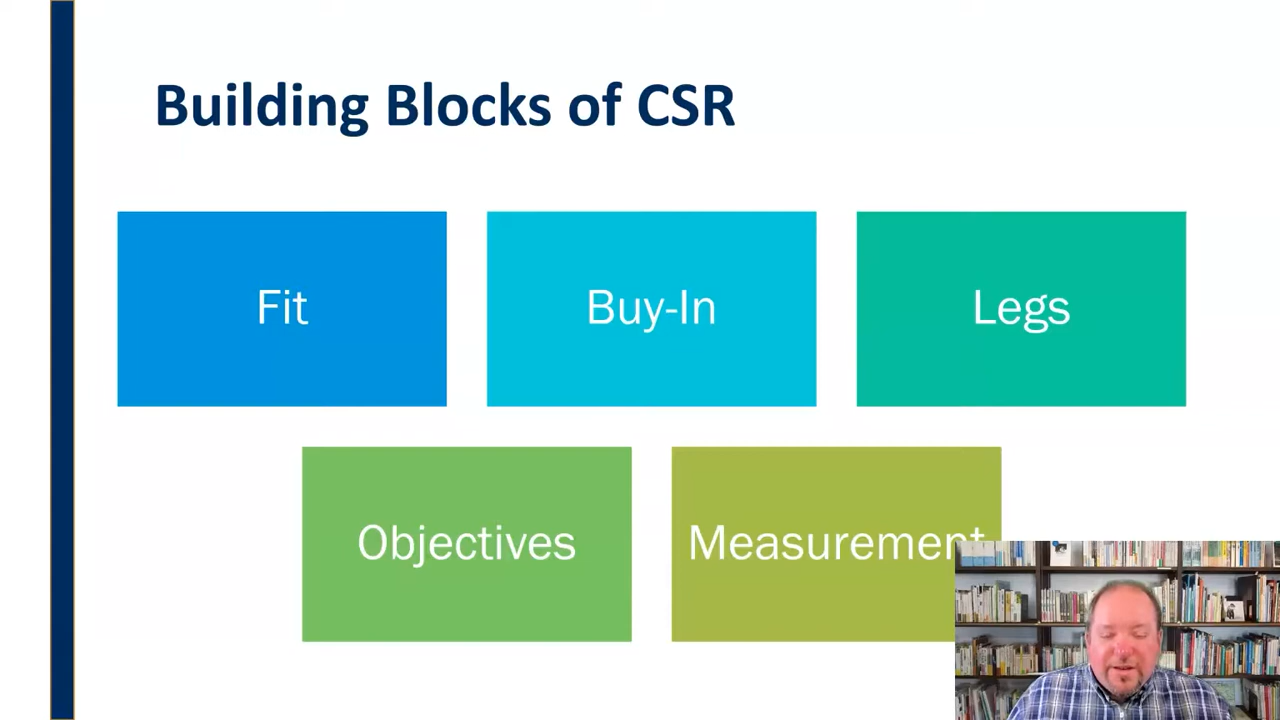 Building Blocks of CSR
Fit
Buy-In
Legs
Objectives
Measurement